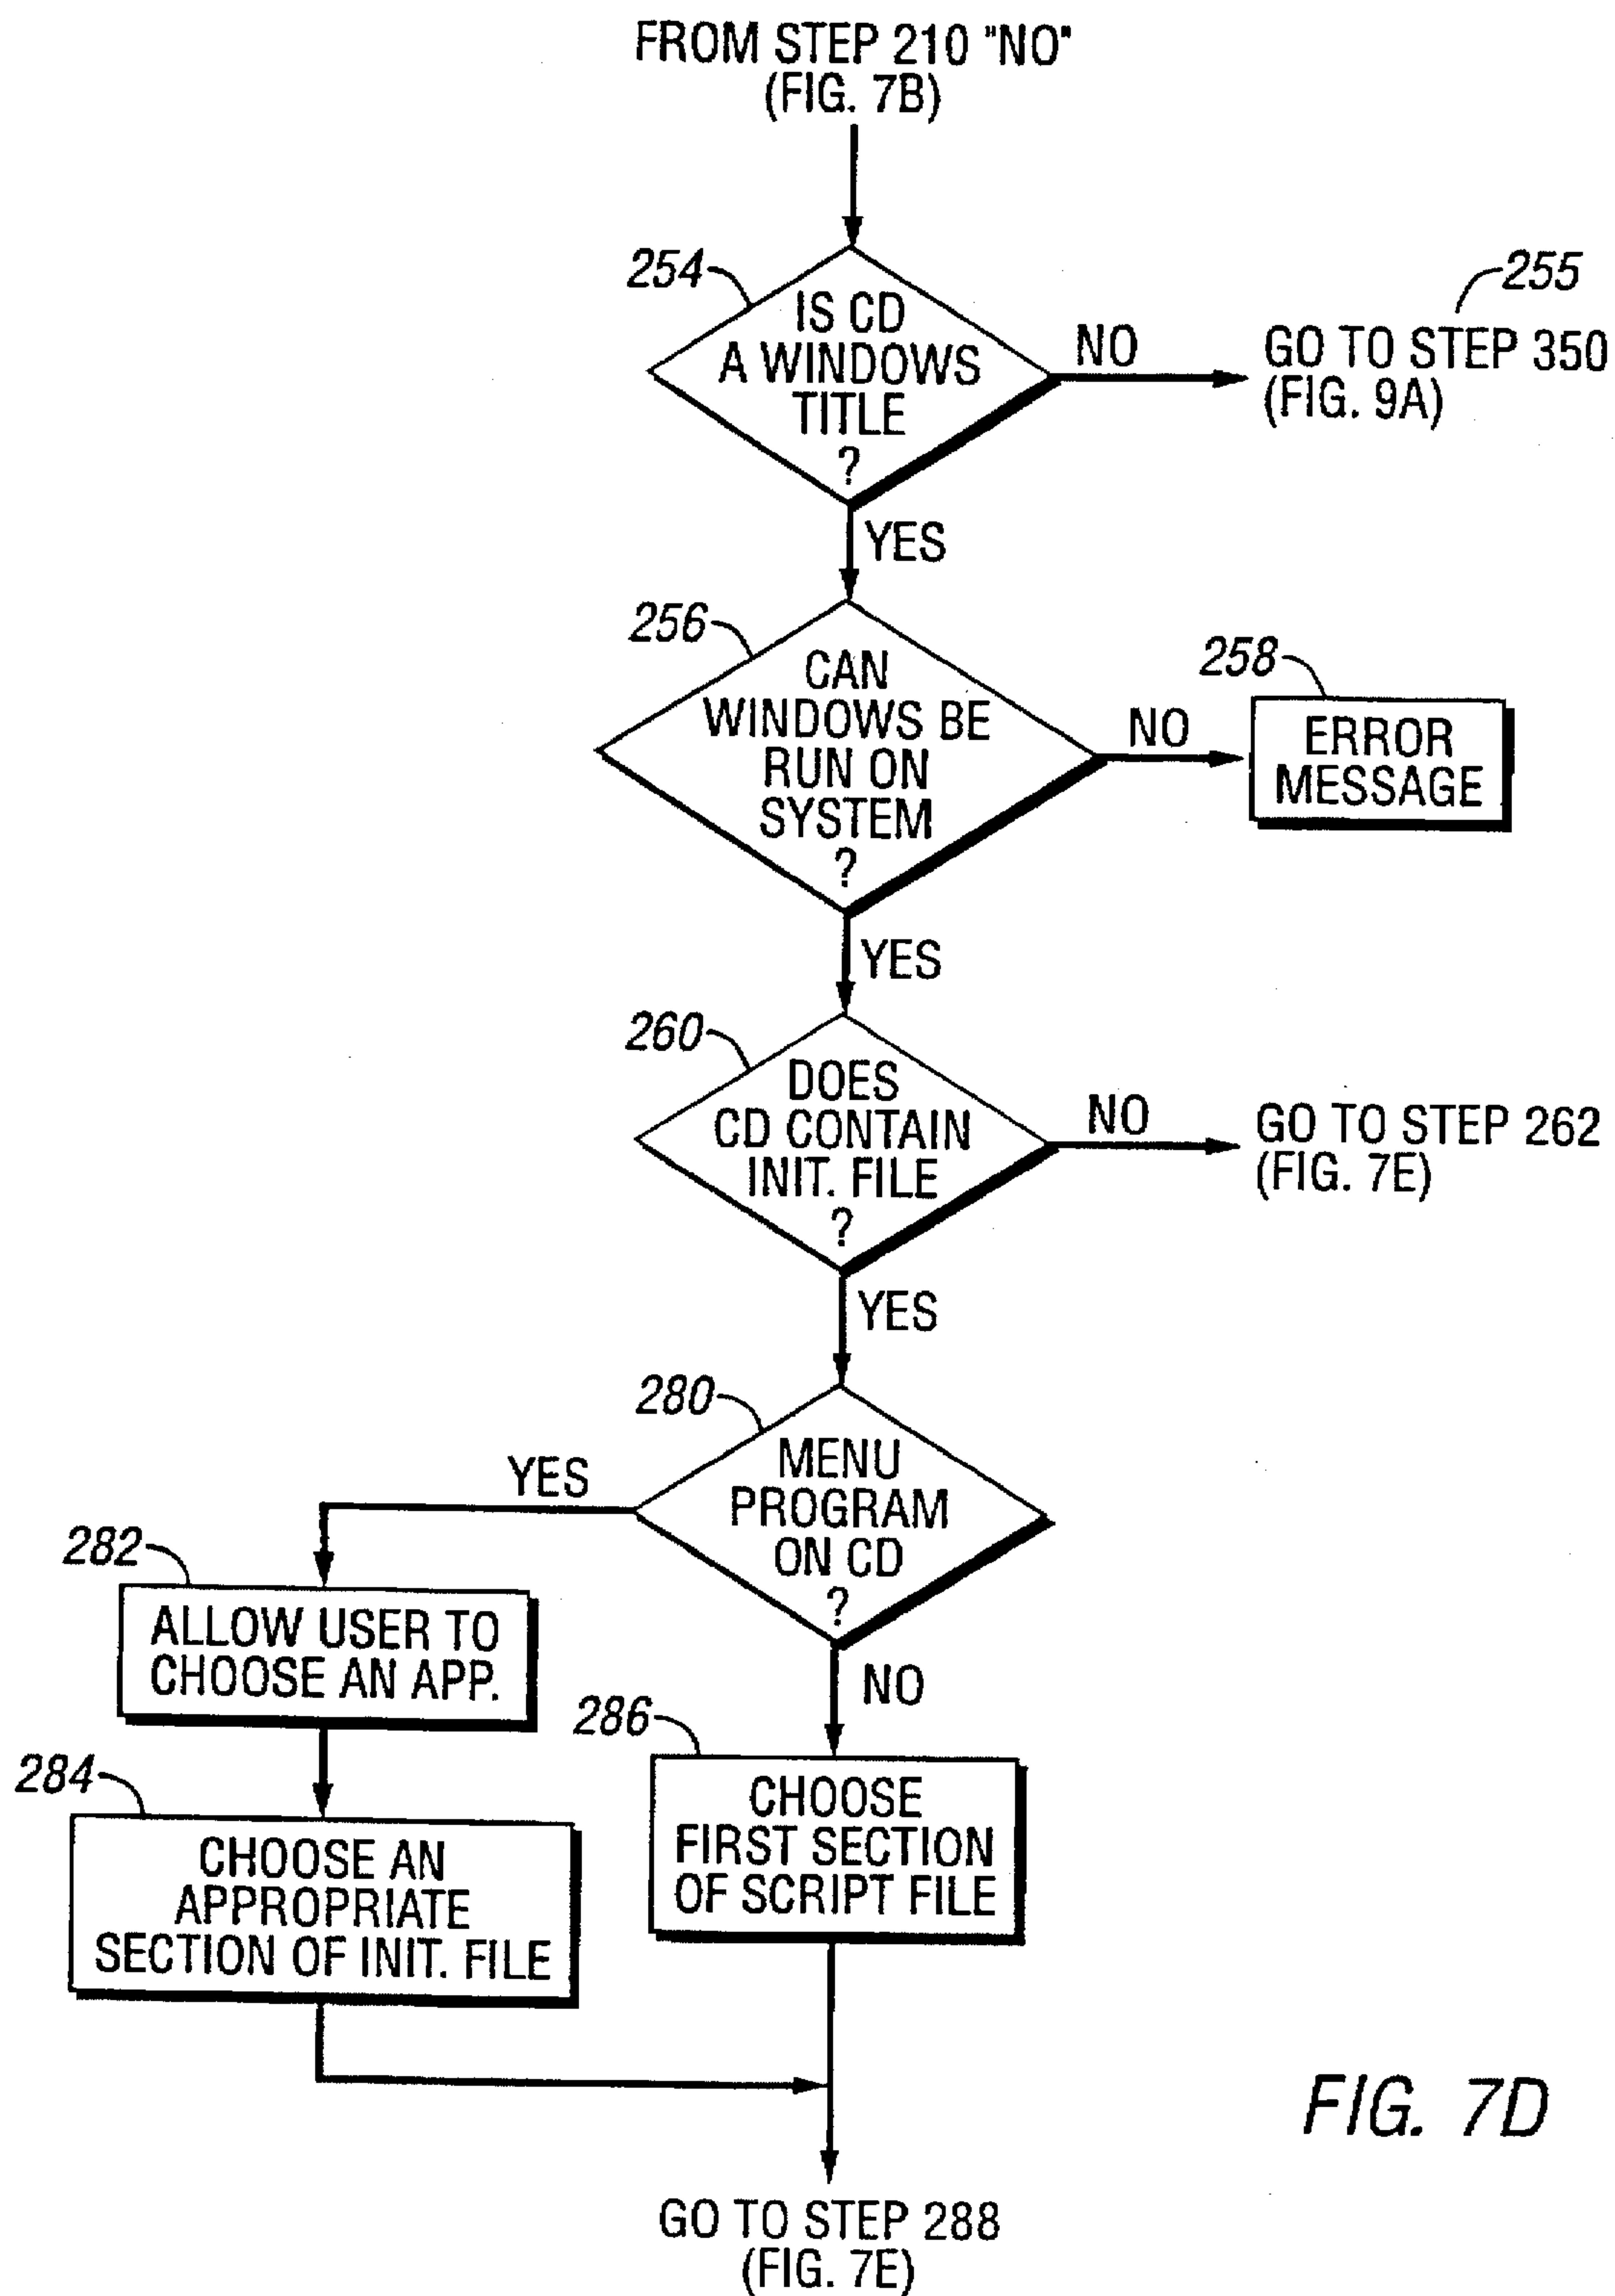 FROM STEP 210 "NO"
(FIG. 7B)
254
IS CD
A WINDOWS
TITLE
?
NO
255
GO TO STEP 350
(FIG. 9A)
YES
256
CAN
WINDOWS BE
RUN ON
SYSTEM
?
NO
258
ERROR
MESSAGE
YES
260
DOES
CD CONTAIN
INIT. FILE
?
NO
GO TO STEP 262
(FIG. 7E)
YES
280
MENU
PROGRAM
ON CD
?
YES
282
ALLOW USER TO
CHOOSE AN APP.
NO
284
CHOOSE AN
APPROPRIATE
SECTION OF INIT. FILE
286
CHOOSE
FIRST SECTION
OF SCRIPT FILE
GO TO STEP 288
(FIG. 7E)
FIG. 7D